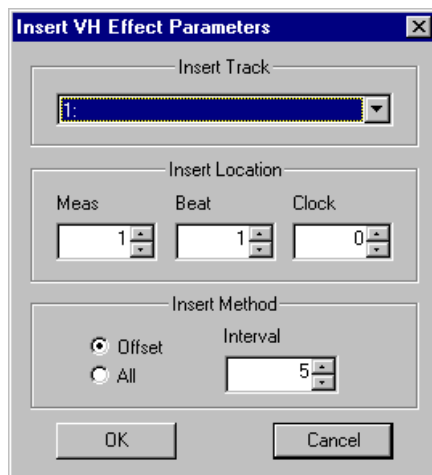 Insert VH Effect Parameters
Insert Track
1:
Insert Location
Meas Beat Clock
1 1 0
Insert Method
Offset
All
Interval
5
OK Cancel